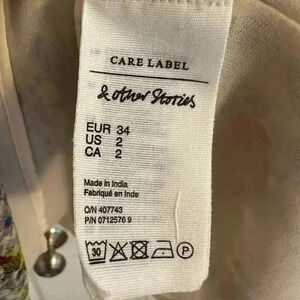 CARE LABEL
& Other Stories
EUR 34
US 2
CA 2
Made in India
Fabriqué en Inde
O/N 407743
P/N 0712576 9
30 P